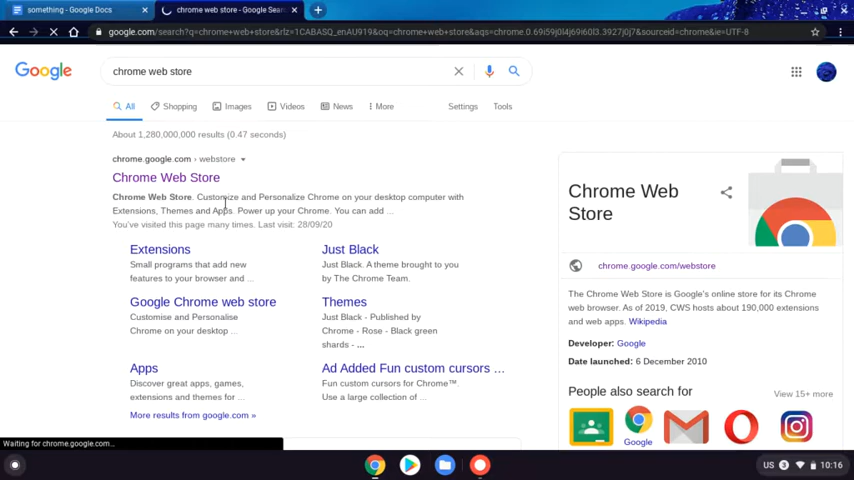 something - Google Docs
chrome web store - Google Sear
google.com/search?q=chrome+web+store&rlz=1CABASQ_enAU919&oq=chrome+web+store&aqs=chrome.0.69i59j0l4j69i60l3.3927j0j7&sourceid=chrome&ie=UTF-8
Google
chrome web store
All
Shopping
Images
Videos
News
More
Settings
Tools
About 1,280,000,000 results (0.47 seconds)
chrome.google.com › webstore
Chrome Web Store
Chrome Web Store. Customize and Personalize Chrome on your desktop computer with
Extensions, Themes and Apps. Power up your Chrome. You can add ...
You've visited this page many times. Last visit: 28/09/20
Extensions
Small programs that add new
features to your browser and ...
Just Black
Just Black. A theme brought to you
by The Chrome Team.
Google Chrome web store
Customise and Personalise
Chrome on your desktop ...
Themes
Just Black - Published by
Chrome - Rose - Black green
shards - ...
Apps
Discover great apps, games,
extensions and themes for ...
Ad Added Fun custom cursors ...
Fun custom cursors for Chrome™.
Use a large collection of ...
More results from google.com »
Chrome Web
Store
chrome.google.com/webstore
The Chrome Web Store is Google's online store for its Chrome
web browser. As of 2019, CWS hosts about 190,000 extensions
and web apps. Wikipedia
Developer: Google
Date launched: 6 December 2010
People also search for
View 15+ more
Google
Waiting for chrome.google.com...
US
3
10:16